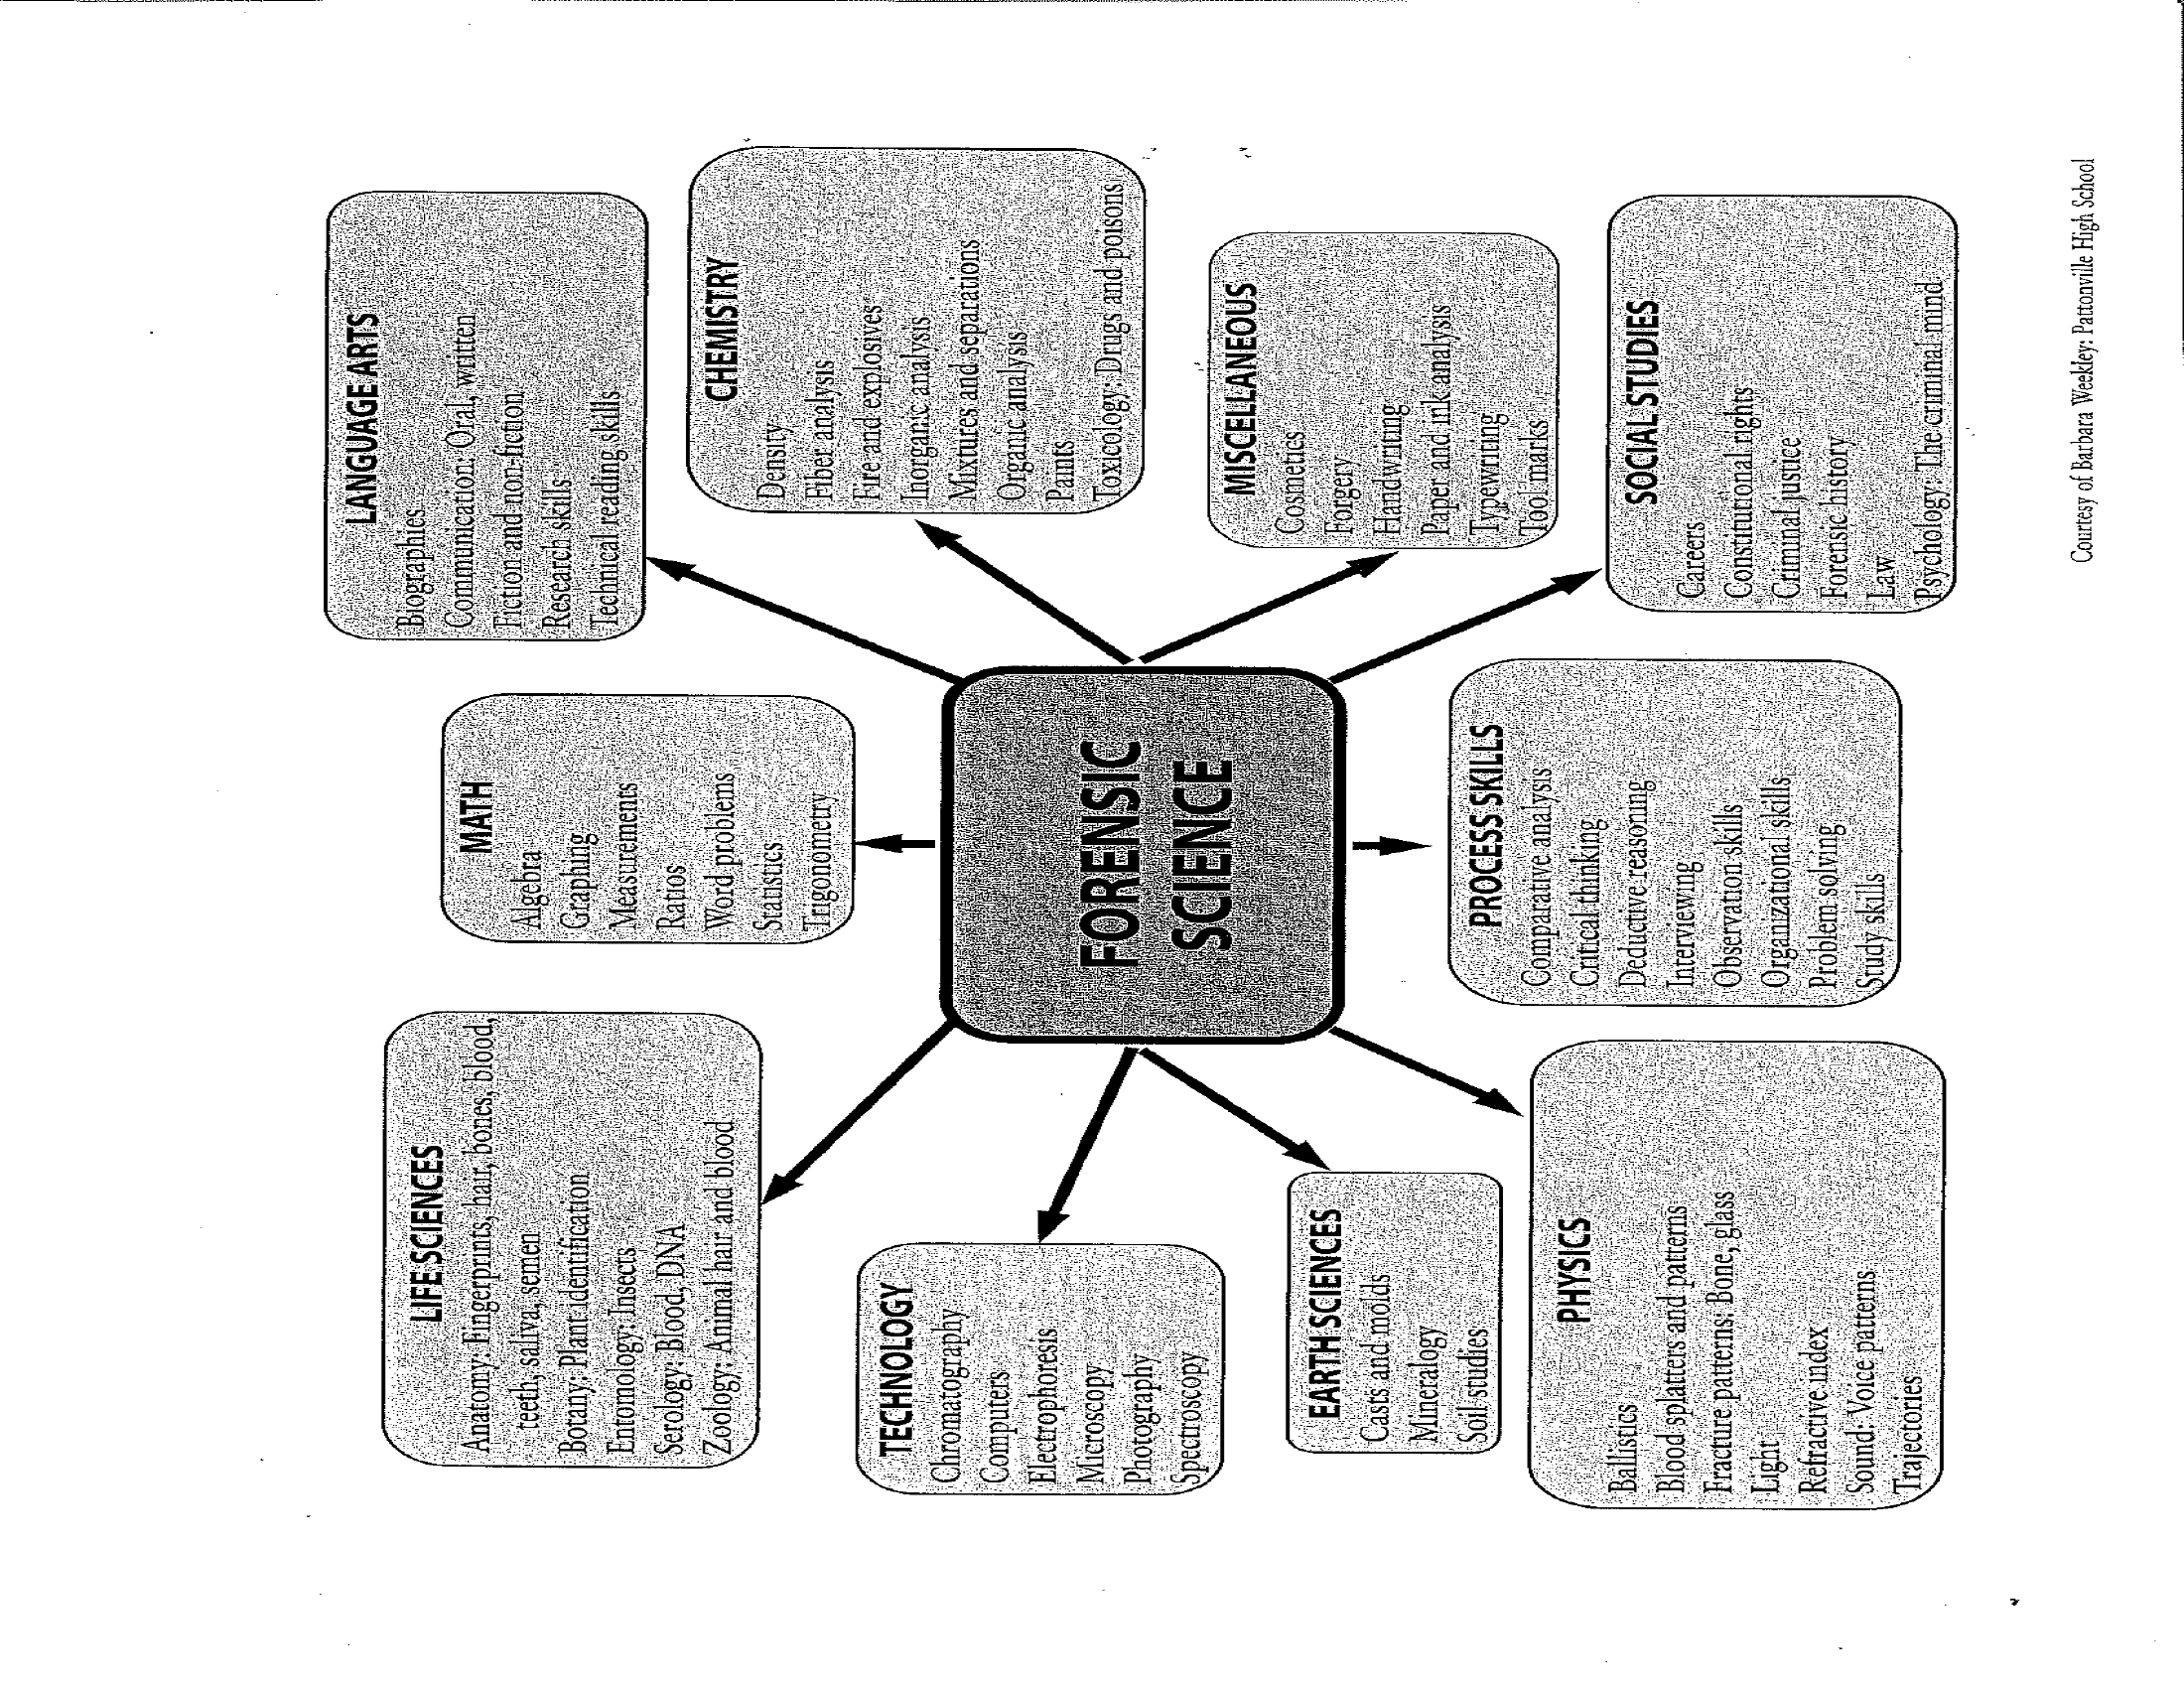 LIFE SCIENCES
Anatomy: Fingerprints, hair, bones, blood,
teeth, saliva, semen
Botany: Plant identification
Entomology: Insects
Serology: Blood, DNA
Zoology: Animal hair and blood
MATH
Algebra
Graphing
Measurements
Ratios
Word problems
Statistics
Trigonometry
LANGUAGE ARTS
Biographies
Communication: Oral, written
Fiction and non-fiction
Research skills
Technical reading skills
TECHNOLOGY
Chromatography
Computers
Electrophoresis
Microscopy
Photography
Spectroscopy
FORENSIC
SCIENCE
CHEMISTRY
Density
Fiber analysis
Fire and explosives
Inorganic analysis
Mixtures and separations
Organic analysis
Paints
Toxicology: Drugs and poisons
EARTH SCIENCES
Casts and molds
Mineralogy
Soil studies
MISCELLANEOUS
Cosmetics
Forgery
Handwriting
Paper and ink analysis
Typewriting
Tool marks
PHYSICS
Ballistics
Blood splatters and patterns
Fracture patterns: Bone, glass
Light
Refractive index
Sound: Voice patterns
Trajectories
PROCESS SKILLS
Comparative analysis
Critical thinking
Deductive reasoning
Interviewing
Observation skills
Organizational skills
Problem solving
Study skills
SOCIAL STUDIES
Careers
Constitutional rights
Criminal justice
Forensic history
Law
Psychology: The criminal mind
Courtesy of Barbara Weekley: Pattonville High School